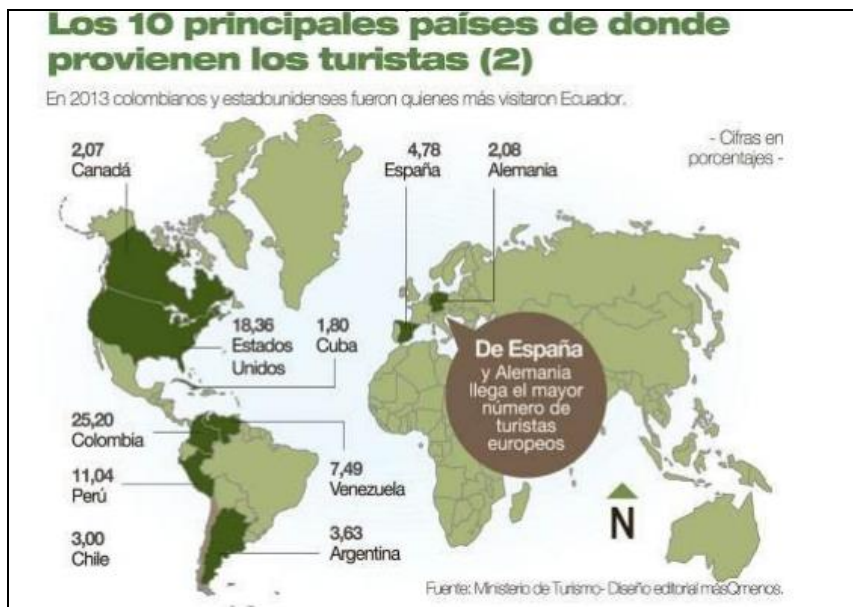 Los 10 principales países de donde
provienen los turistas (2)
En 2013 colombianos y estadounidenses fueron quienes más visitaron Ecuador.
- Cifras en
porcentajes -
2,07
Canadá
4,78
España
2,08
Alemania
18,36
Estados
Unidos
1,80
Cuba
De España
y Alemania
llega el mayor
número de
turistas
europeos
25,20
Colombia
11,04
Perú
7,49
Venezuela
3,00
Chile
3,63
Argentina
N
Fuente: Ministerio de Turismo- Diseño editorial másQmenos.